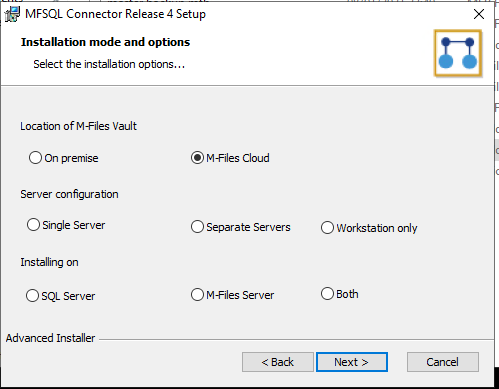 MFSQL Connector Release 4 Setup
Installation mode and options
Select the installation options...
Location of M-Files Vault
On premise
M-Files Cloud
Server configuration
Single Server
Separate Servers
Workstation only
Installing on
SQL Server
M-Files Server
Both
Advanced Installer
< Back
Next >
Cancel